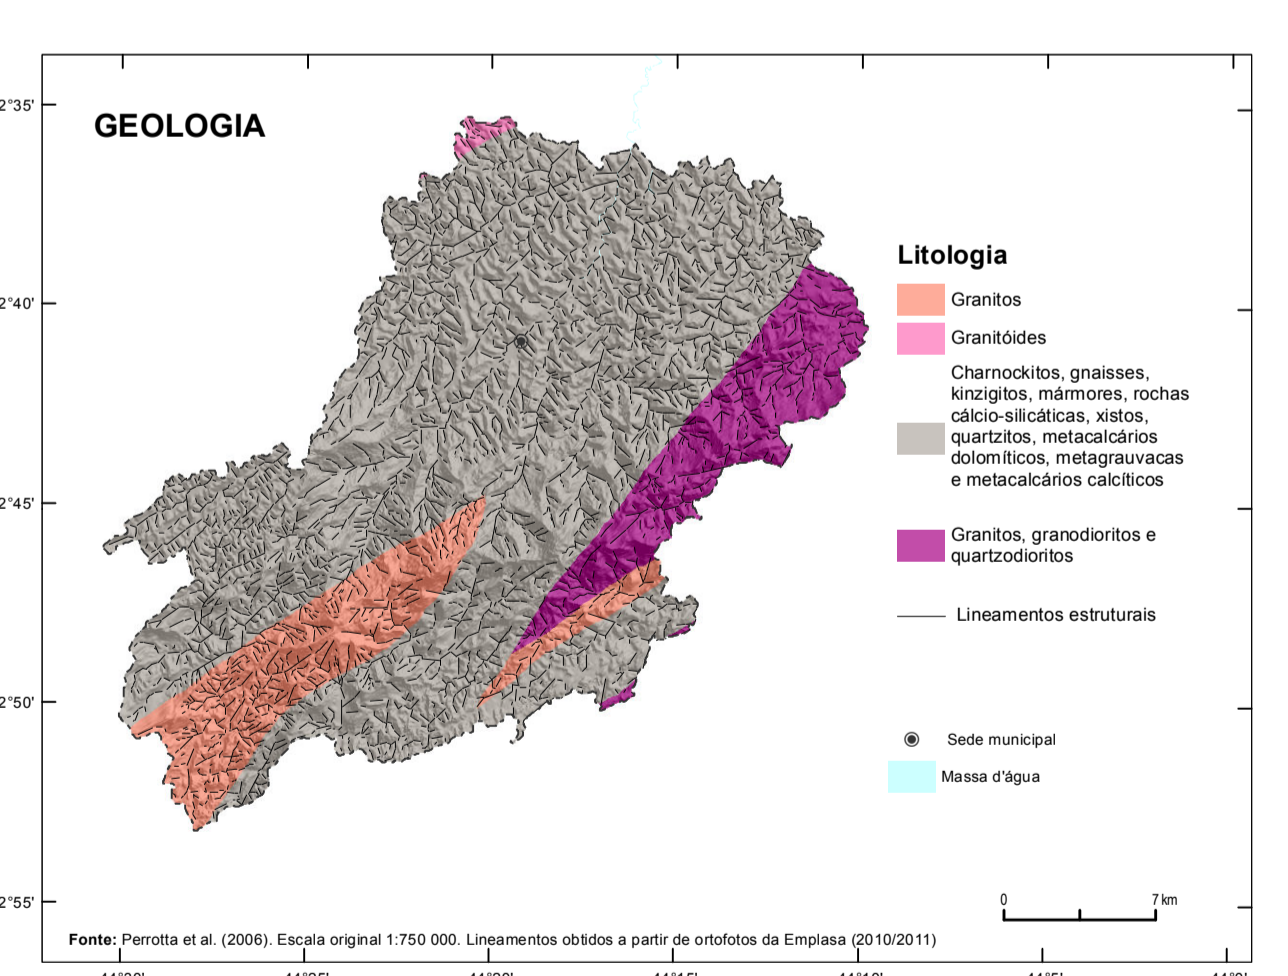 GEOLOGIA
2°35'
2°40'
2°45'
2°50'
2°55'
Litologia
Granitos
Granitóides
Charnockitos, gnaisses,
kinzigitos, mármores, rochas
cálcio-silicáticas, xistos,
quartzitos, metacalcários
dolomíticos, metagrauvacas
e metacalcários calcíticos
Granitos, granodioritos e
quartzodioritos
Lineamentos estruturais
Sede municipal
Massa d'água
0 7 km
Fonte: Perrotta et al. (2006). Escala original 1:750 000. Lineamentos obtidos a partir de ortofotos da Emplasa (2010/2011)